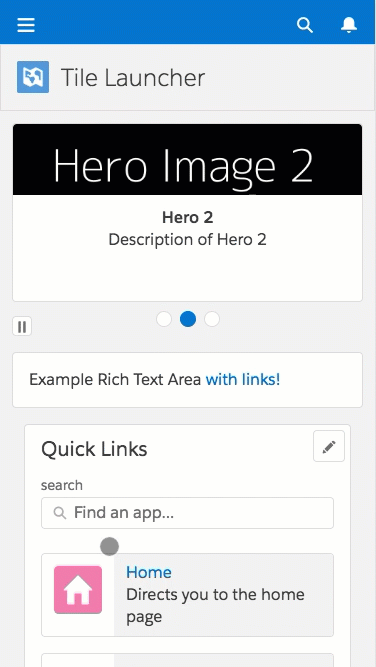 Tile Launcher
Hero Image 2
Hero 2
Description of Hero 2
Example Rich Text Area with links!
Quick Links
search
Find an app...
Home
Directs you to the home
page